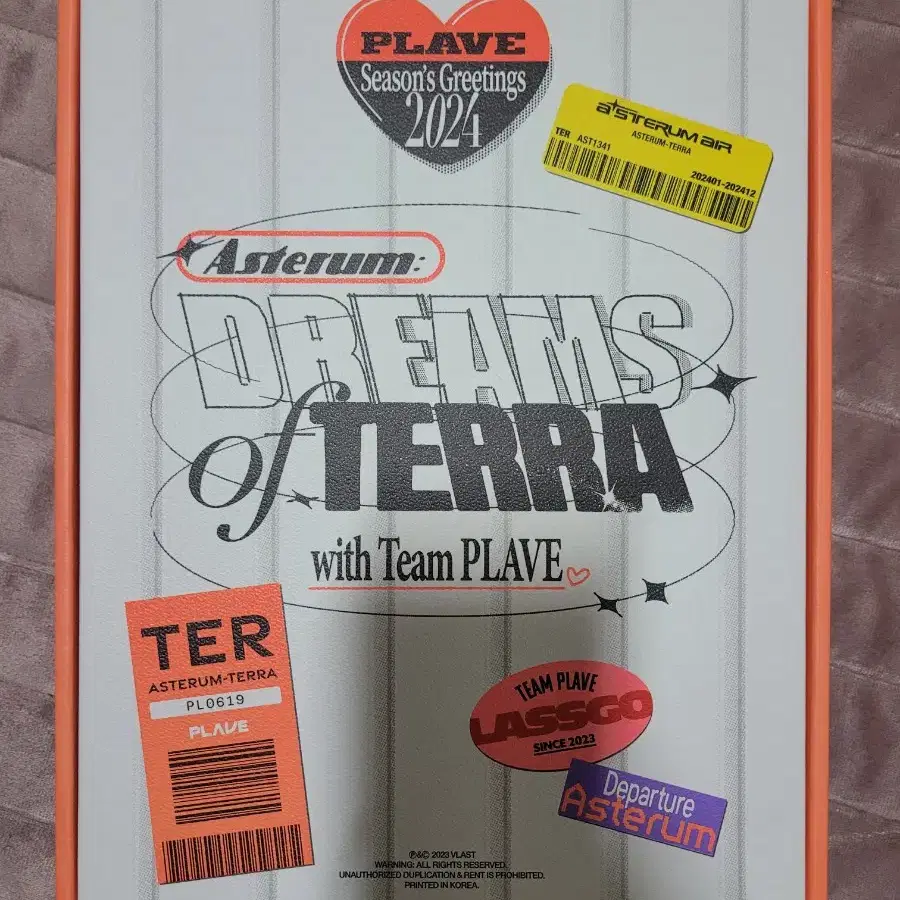 PLAVE
Season's Greetings
2024
asterum air
ASTERUM-TERRA
TER AST1341
202401-202412
Asterum:
DREAMS
of TERRA
with Team PLAVE
TER
ASTERUM-TERRA
PL0619
PLAVE
TEAM PLAVE
LASSGO
SINCE 2023
Departure
Asterum
℗&© 2023 VLAST
WARNING: ALL RIGHTS RESERVED.
UNAUTHORIZED DUPLICATION & RENT IS PROHIBITED.
PRINTED IN KOREA.